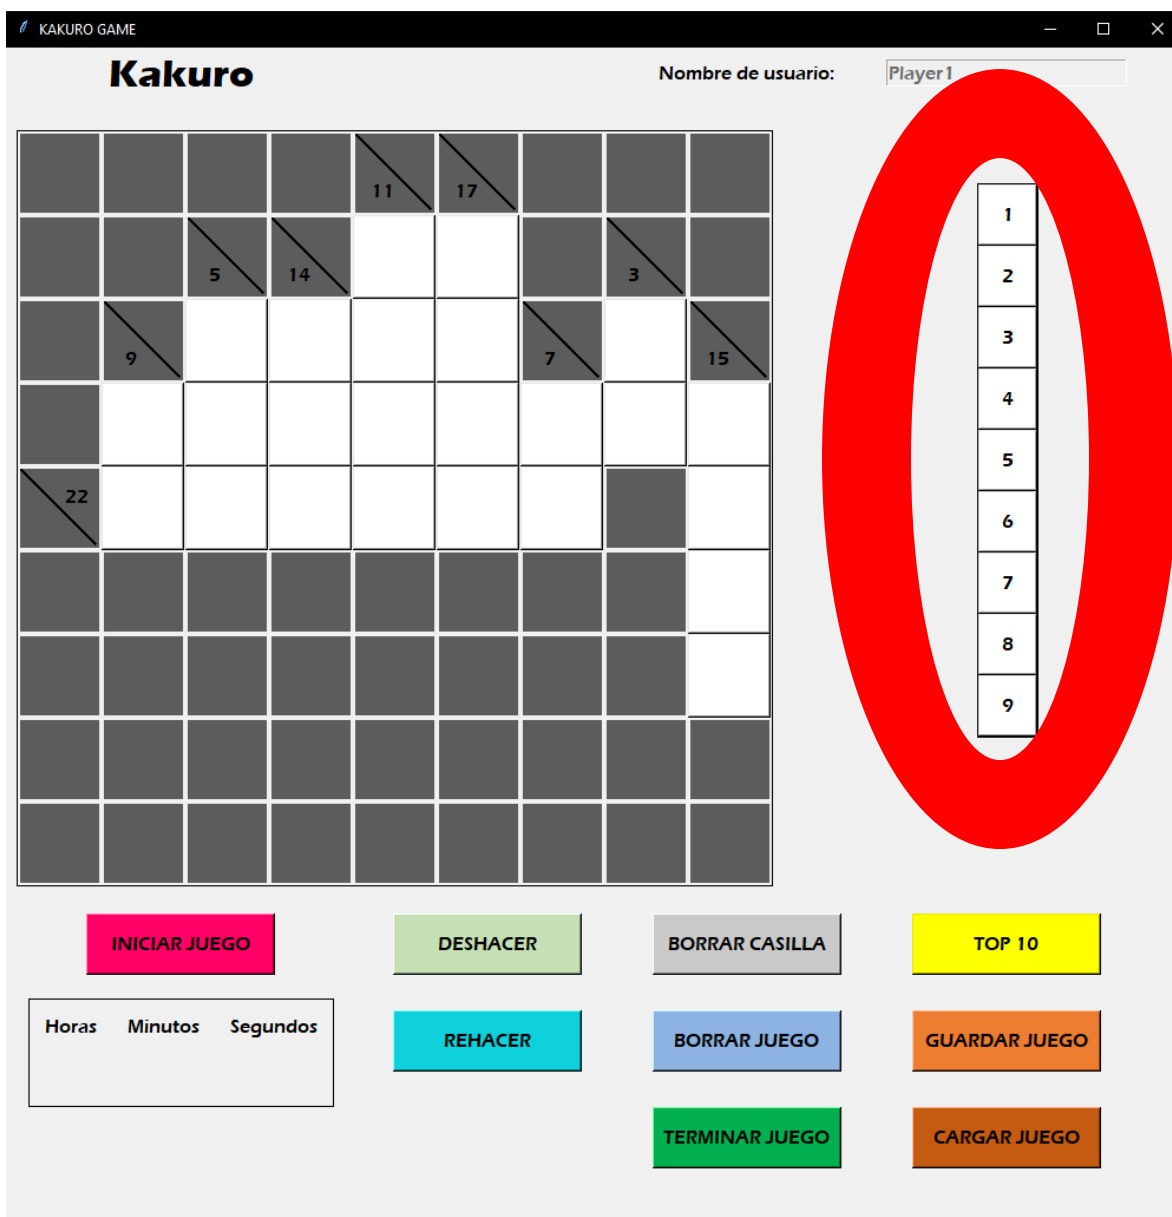 KAKURO GAME
Kakuro
Nombre de usuario:
Player1
11 17
5 14 3
9 7 15
22
1
2
3
4
5
6
7
8
9
INICIAR JUEGO
DESHACER
BORRAR CASILLA
TOP 10
Horas Minutos Segundos
REHACER
BORRAR JUEGO
GUARDAR JUEGO
TERMINAR JUEGO
CARGAR JUEGO